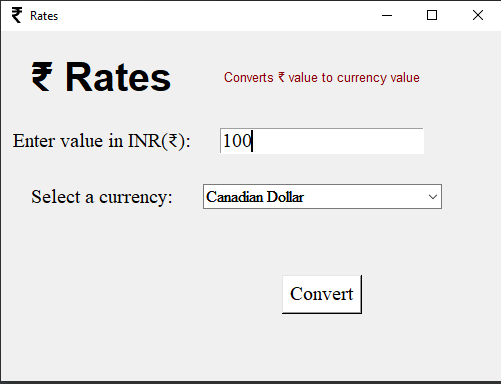 ₹ Rates
₹ Rates
Converts ₹ value to currency value
Enter value in INR(₹):
100
Select a currency:
Canadian Dollar
Convert